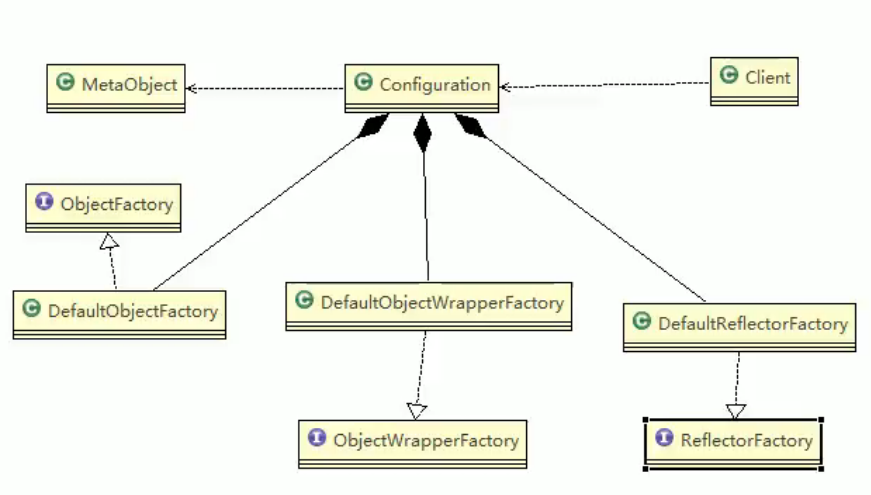 C MetaObject
C Configuration
C Client
I ObjectFactory
C DefaultObjectFactory
C DefaultObjectWrapperFactory
C DefaultReflectorFactory
I ObjectWrapperFactory
I ReflectorFactory